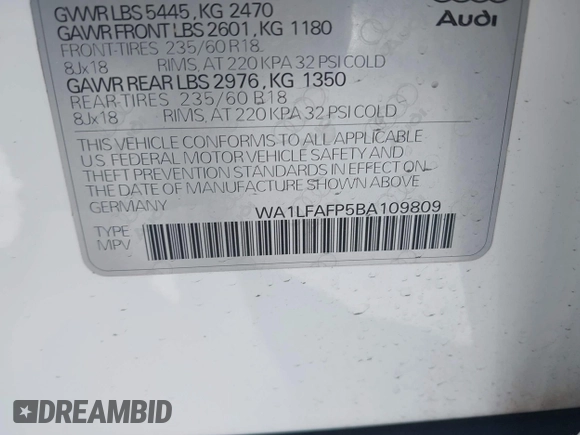 GVWR LBS 5445, KG 2470
GAWR FRONT LBS 2601, KG 1180
FRONT-TIRES 235/60 R18.
8Jx18 RIMS, AT 220 KPA 32 PSI COLD
GAWR REAR LBS 2976, KG 1350
REAR-TIRES 235/60 R18
8Jx18 RIMS, AT 220 KPA 32 PSI COLD
Audi
THIS VEHICLE CONFORMS TO ALL APPLICABLE
US FEDERAL MOTOR VEHICLE SAFETY AND
THEFT PREVENTION STANDARDS IN EFFECT ON
THE DATE OF MANUFACTURE SHOWN ABOVE
GERMANY WA1LFAFP5BA109809
TYPE
MPV
DREAMBID